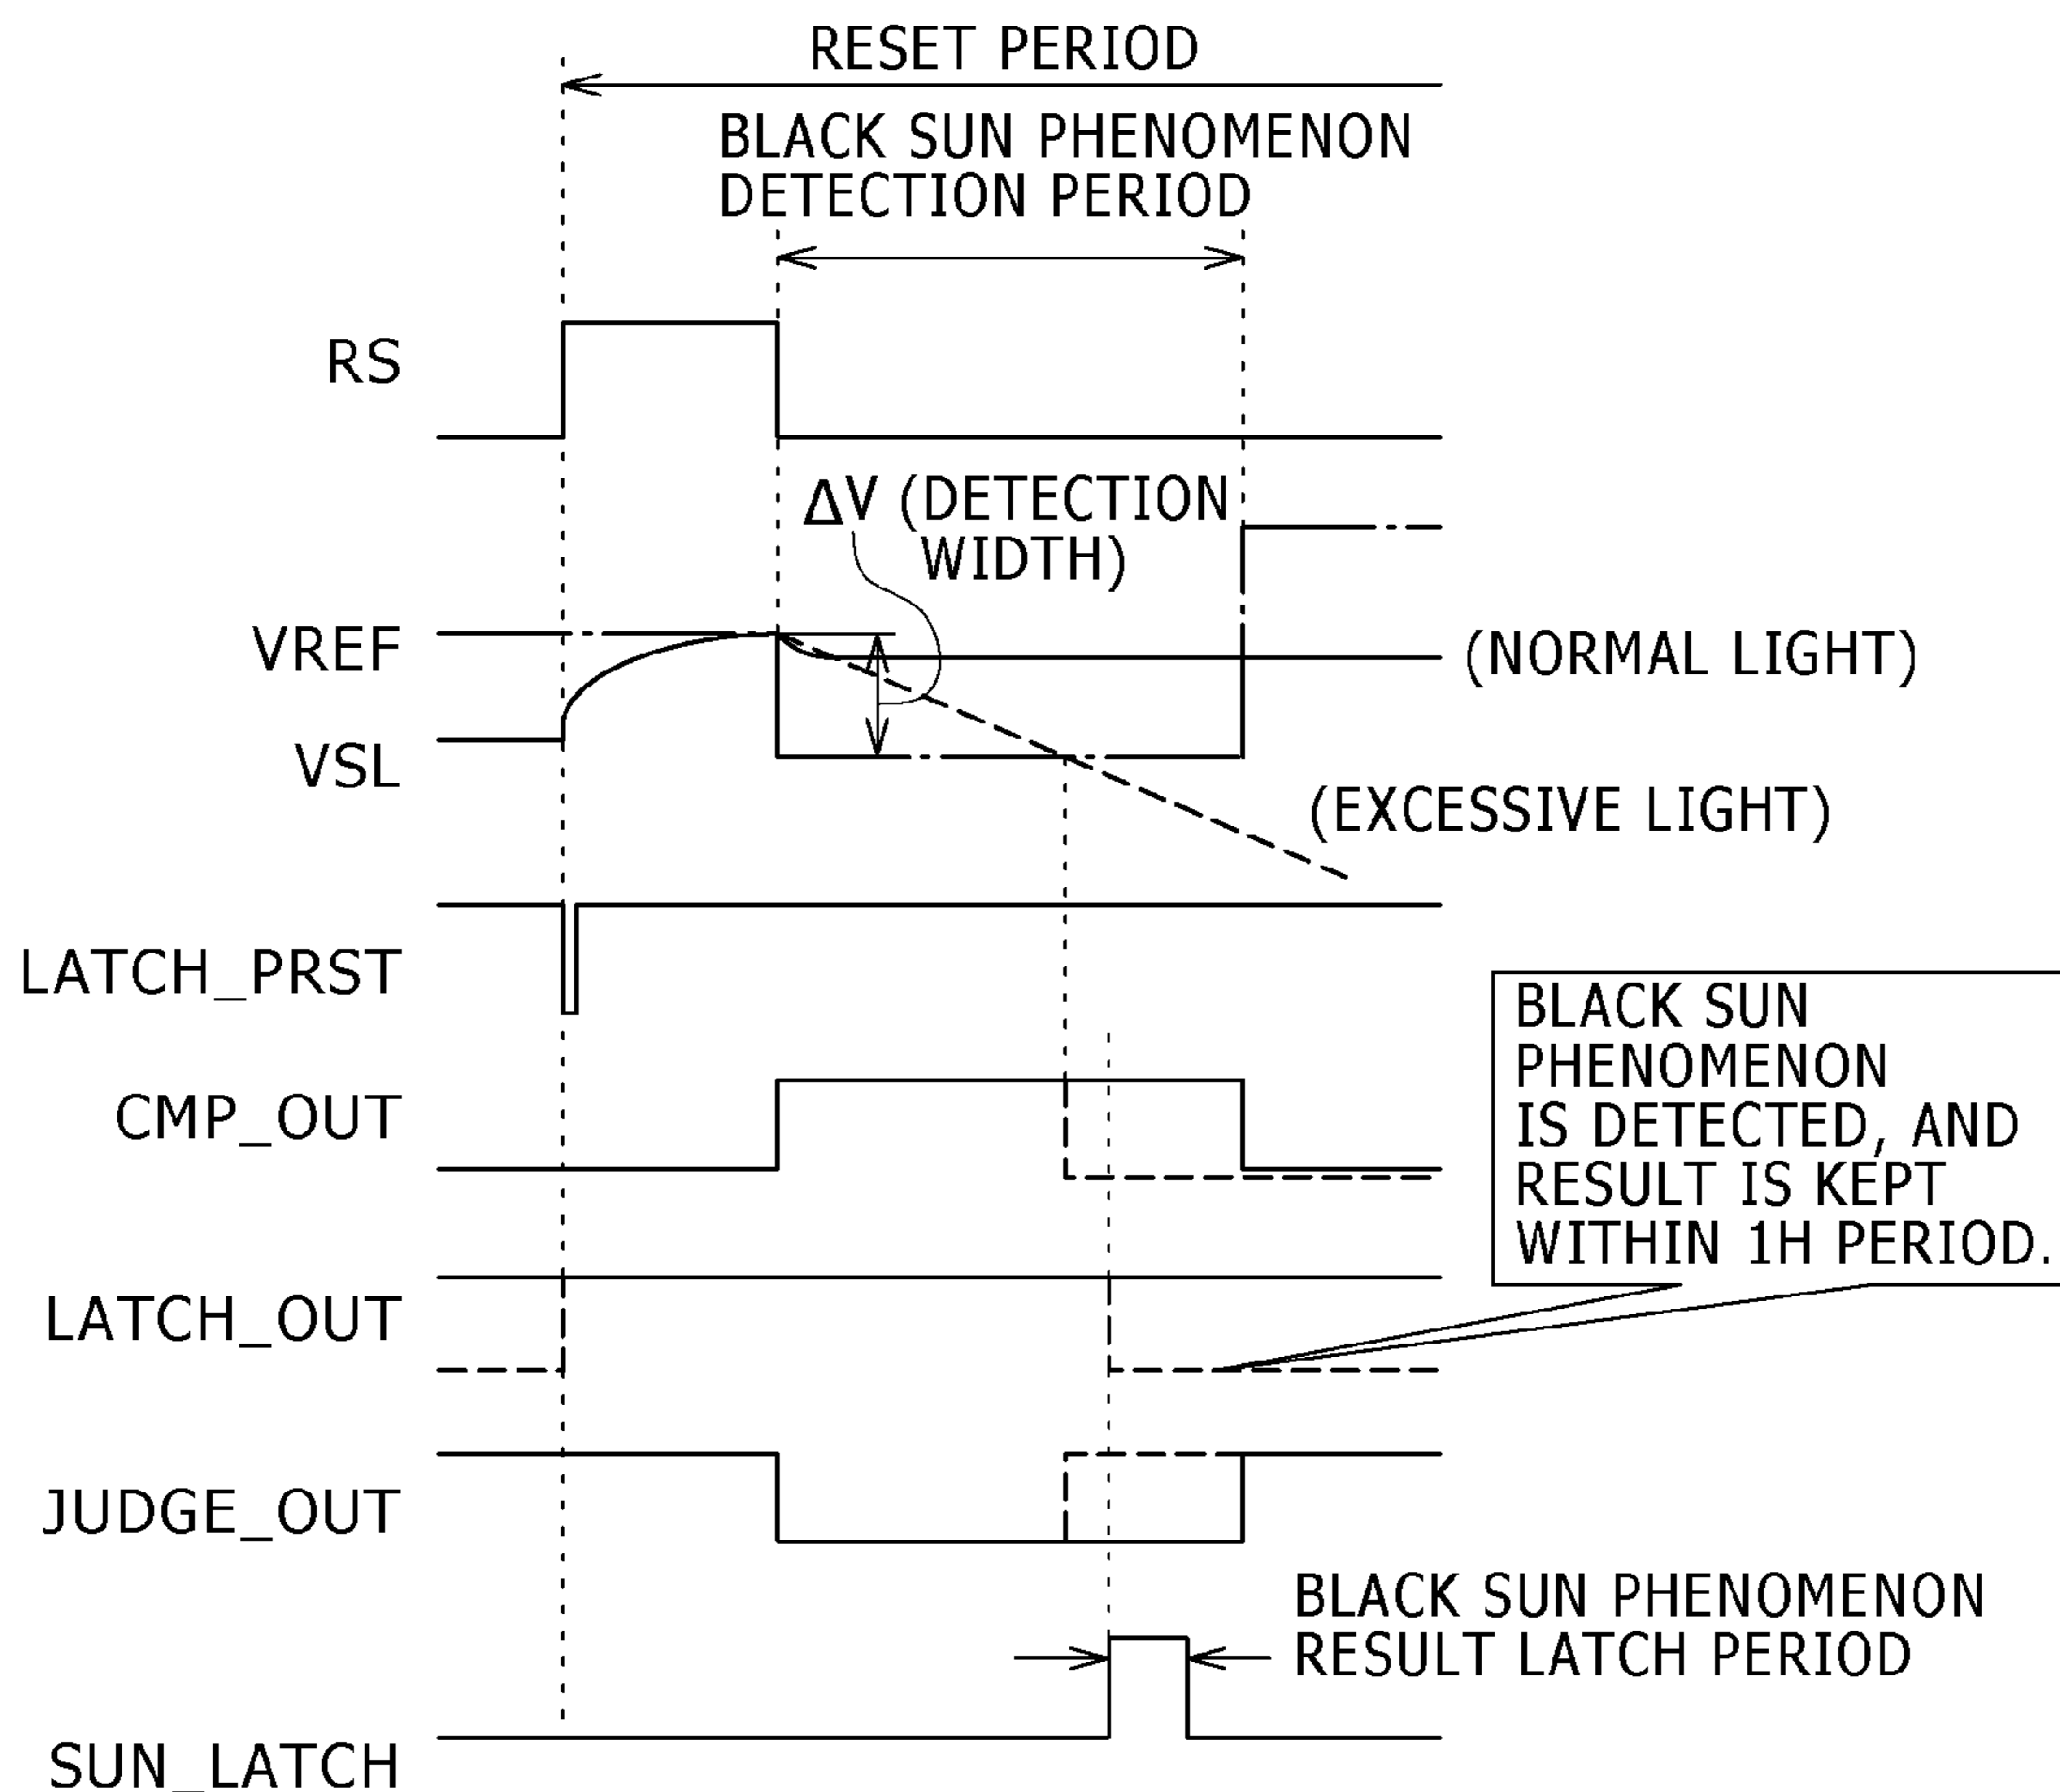 RESET PERIOD
BLACK SUN PHENOMENON
DETECTION PERIOD
RS
ΔV (DETECTION
WIDTH)
VREF
(NORMAL LIGHT)
VSL
(EXCESSIVE LIGHT)
LATCH_PRST
BLACK SUN
PHENOMENON
IS DETECTED, AND
RESULT IS KEPT
WITHIN 1H PERIOD.
CMP_OUT
LATCH_OUT
JUDGE_OUT
BLACK SUN PHENOMENON
RESULT LATCH PERIOD
SUN_LATCH